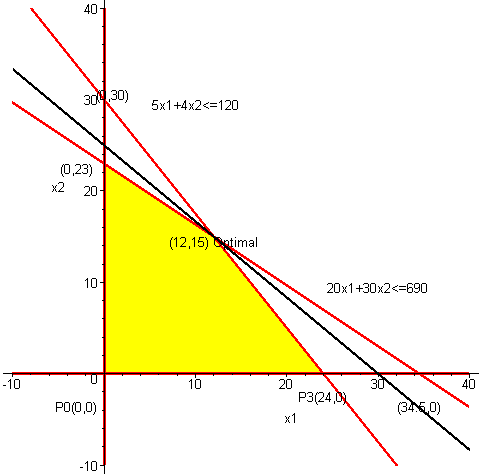 40
30
(0,30)
5x1+4x2<=120
(0,23)
x2
20
(12,15) Optimal
10
20x1+30x2<=690
-10
0
10
20
30
40
P3(24,0)
P0(0,0)
(34.5,0)
x1
-10